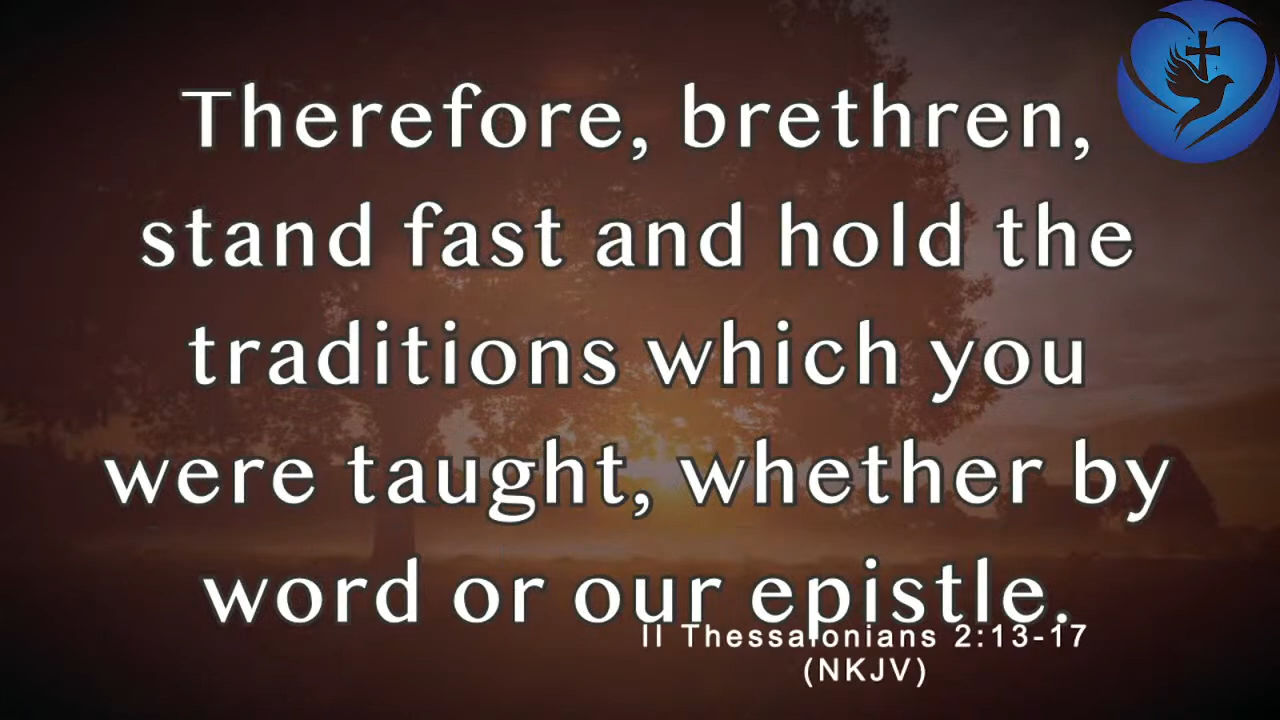 Therefore, brethren,
stand fast and hold the
traditions which you
were taught, whether by
word or our epistle.
II Thessalonians 2:13-17
(NKJV)